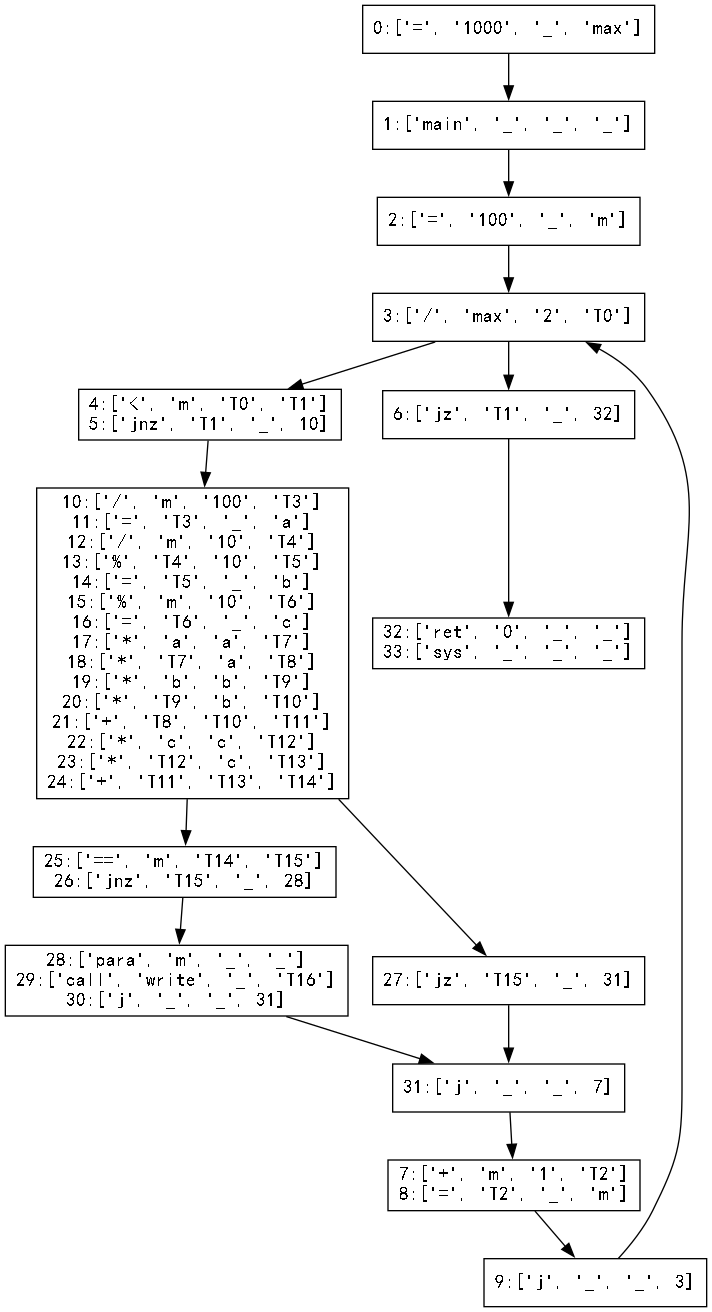 0:['=', '1000', '_', 'max']
1:['main', '_', '_', '_']
2:['=', '100', '_', 'm']
3:['/', 'max', '2', 'T0']
4:['<', 'm', 'T0', 'T1']
5:['jnz', 'T1', '_', 10]
6:['jz', 'T1', '_', 32]
10:['/', 'm', '100', 'T3']
11:['=', 'T3', '_', 'a']
12:['/', 'm', '10', 'T4']
13:['%', 'T4', '10', 'T5']
14:['=', 'T5', '_', 'b']
15:['%', 'm', '10', 'T6']
16:['=', 'T6', '_', 'c']
17:['*', 'a', 'a', 'T7']
18:['*', 'T7', 'a', 'T8']
19:['*', 'b', 'b', 'T9']
20:['*', 'T9', 'b', 'T10']
21:['+', 'T8', 'T10', 'T11']
22:['*', 'c', 'c', 'T12']
23:['*', 'T12', 'c', 'T13']
24:['+', 'T11', 'T13', 'T14']
32:['ret', '0', '_', '_']
33:['sys', '_', '_', '_']
25:['==', 'm', 'T14', 'T15']
26:['jnz', 'T15', '_', 28]
28:['para', 'm', '_', '_']
29:['call', 'write', '_', 'T16']
30:['j', '_', '_', 31]
27:['jz', 'T15', '_', 31]
31:['j', '_', '_', 7]
7:['+', 'm', '1', 'T2']
8:['=', 'T2', '_', 'm']
9:['j', '_', '_', 3]